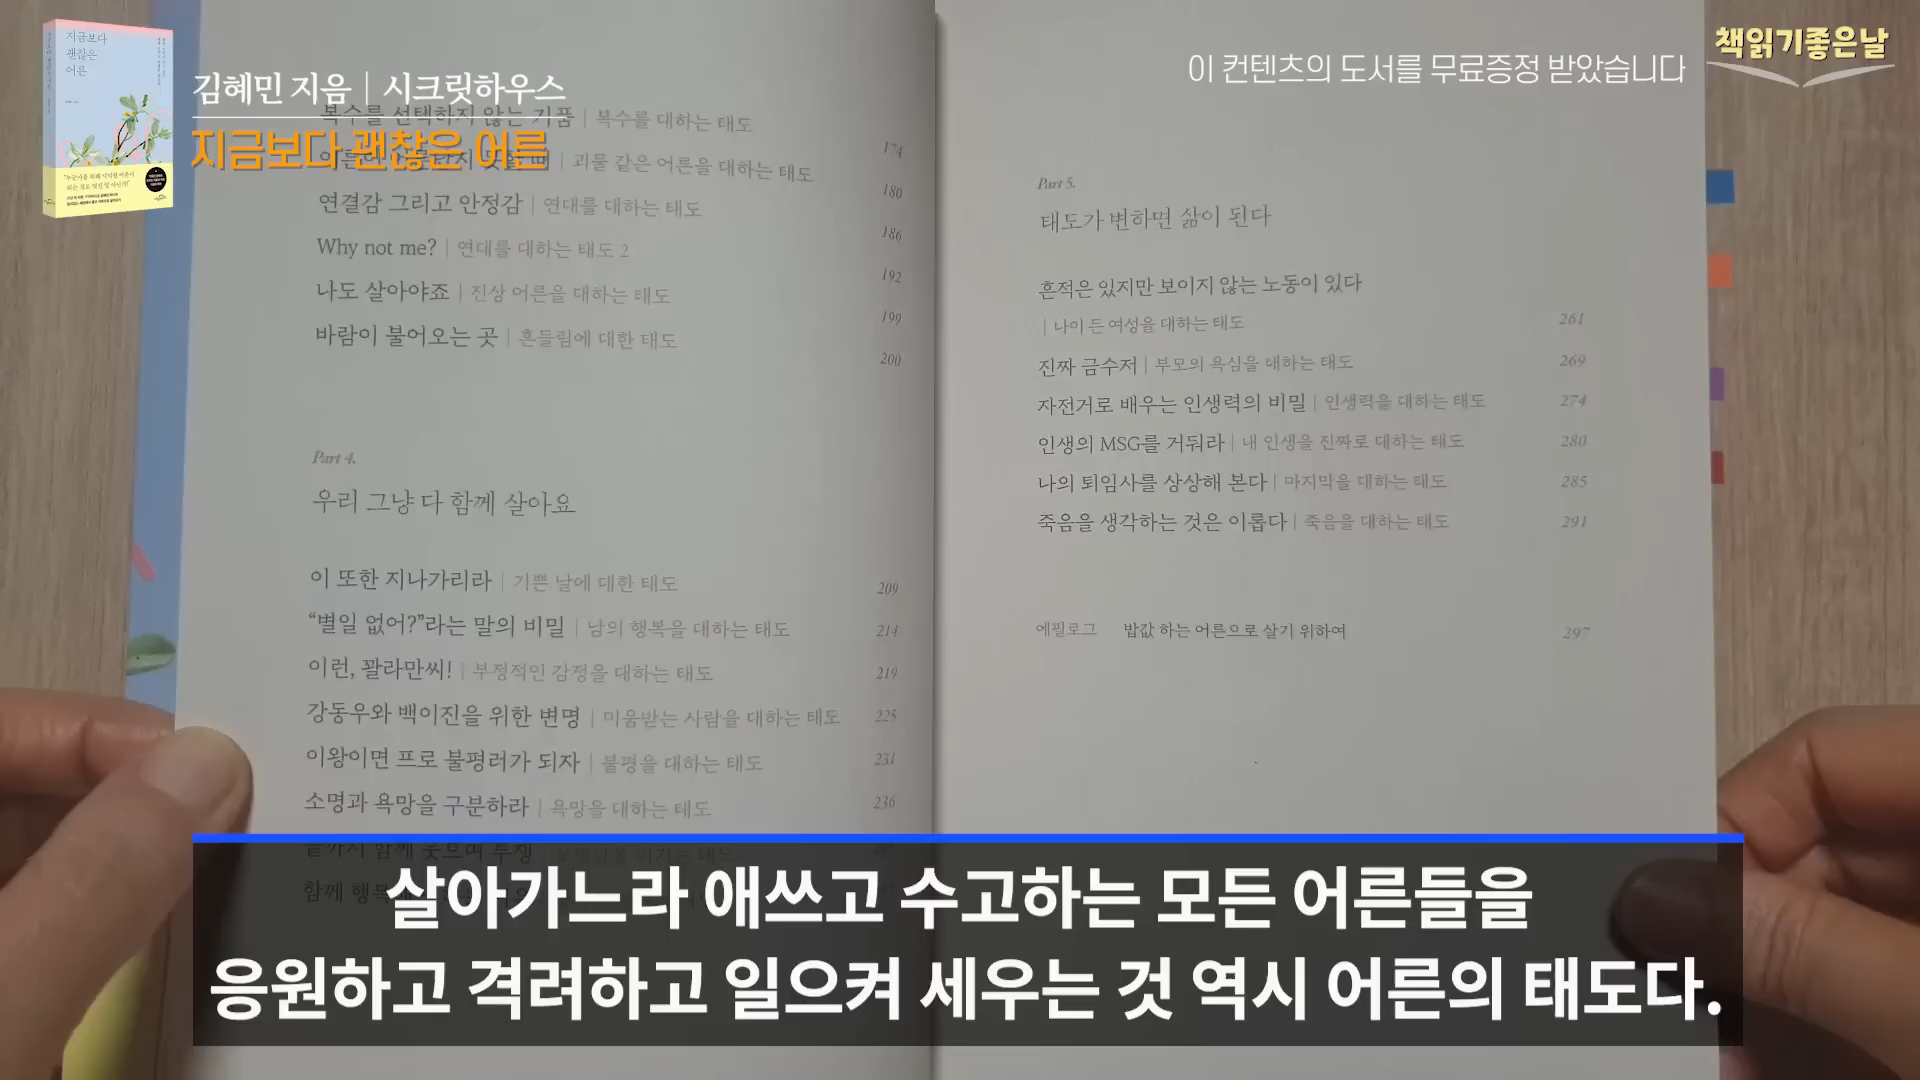 지금보다
괜찮은
어른
김혜민 지음 | 시크릿하우스
지금보다 괜찮은 어른
이 컨텐츠의 도서를 무료증정 받았습니다
책읽기좋은날
복수를 선택하지 않는 기품 | 복수를 대하는 태도 174
| 괴물 같은 어른을 대하는 태도 180
연결감 그리고 안정감 | 연대를 대하는 태도 186
Why not me? | 연대를 대하는 태도 2 192
나도 살아야죠 | 진상 어른을 대하는 태도 199
바람이 불어오는 곳 | 흔들림에 대한 태도 200
Part 4.
우리 그냥 다 함께 살아요
이 또한 지나가리라 | 기쁜 날에 대한 태도 209
“별일 없어?”라는 말의 비밀 | 남의 행복을 대하는 태도 214
이런, 꽐라만씨! | 부정적인 감정을 대하는 태도 219
강동우와 백이진을 위한 변명 | 미움받는 사람을 대하는 태도 225
이왕이면 프로 불평러가 되자 | 불평을 대하는 태도 231
소명과 욕망을 구분하라 | 욕망을 대하는 태도 236
끝까지 함께 웃으며 투쟁
함께 행복
Part 5.
태도가 변하면 삶이 된다
흔적은 있지만 보이지 않는 노동이 있다
| 나이 든 여성을 대하는 태도 261
진짜 금수저 | 부모의 욕심을 대하는 태도 269
자전거로 배우는 인생력의 비밀 | 인생력을 대하는 태도 274
인생의 MSG를 거둬라 | 내 인생을 진짜로 대하는 태도 280
나의 퇴임사를 상상해 본다 | 마지막을 대하는 태도 285
죽음을 생각하는 것은 이롭다 | 죽음을 대하는 태도 291
에필로그 밥값 하는 어른으로 살기 위하여 297
살아가느라 애쓰고 수고하는 모든 어른들을
응원하고 격려하고 일으켜 세우는 것 역시 어른의 태도다.